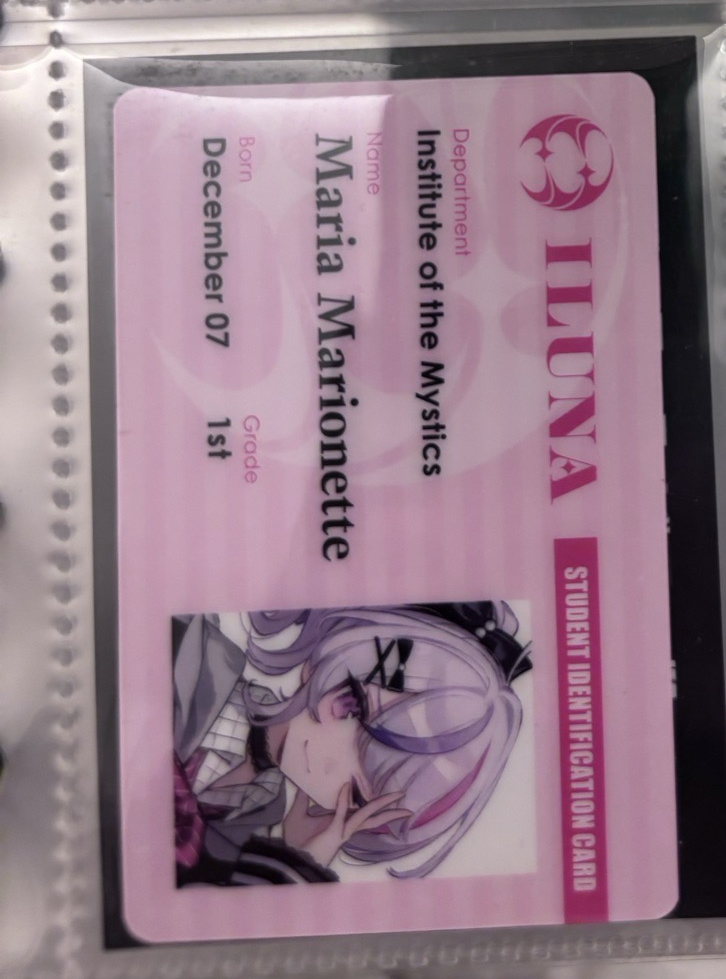 ILUNA
STUDENT IDENTIFICATION CARD
Department
Institute of the Mystics
Name
Maria Marionette
Born
December 07
Grade
1st